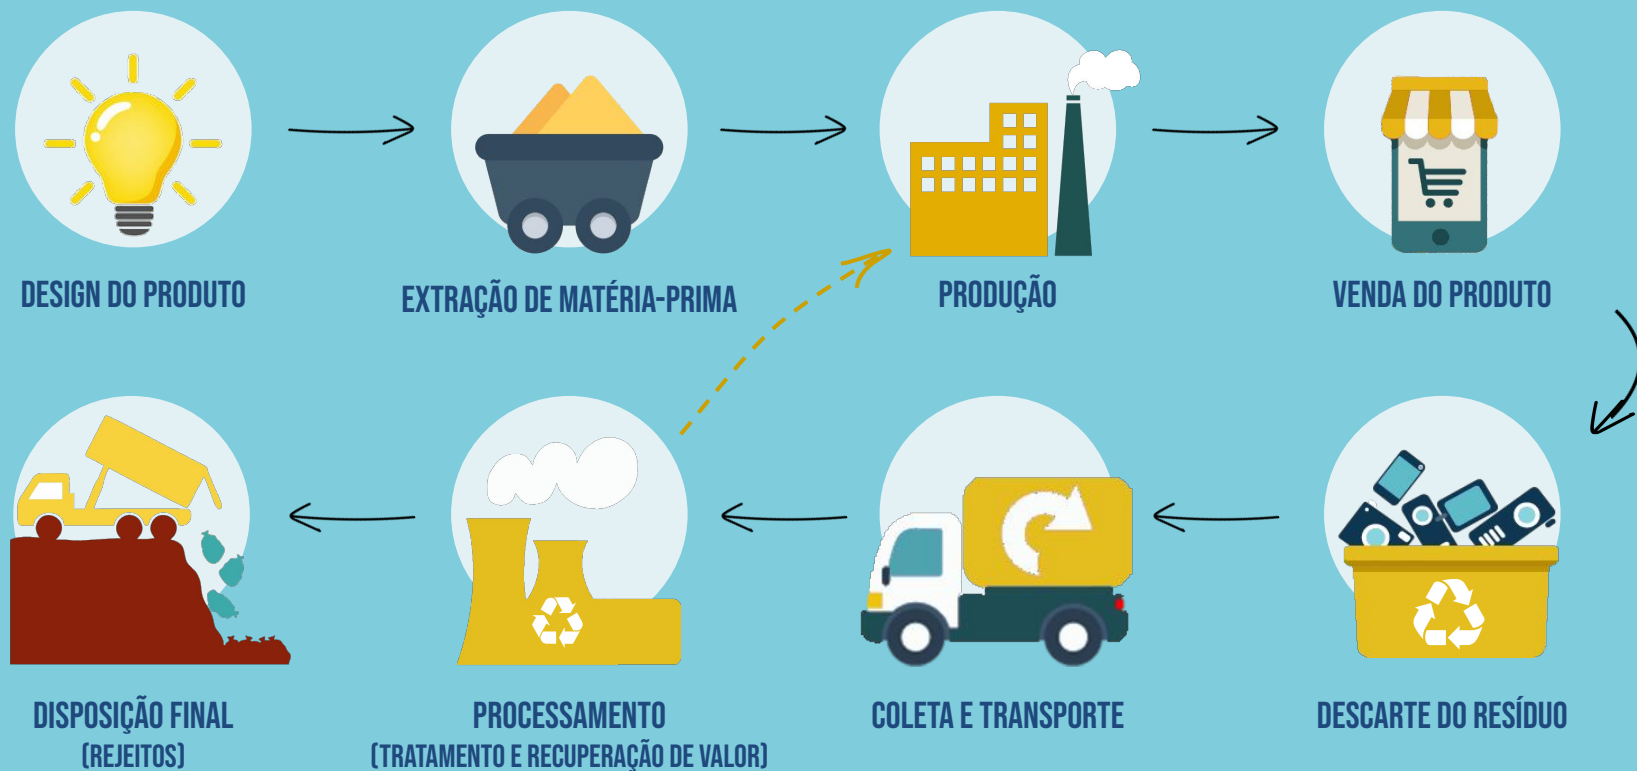 DESIGN DO PRODUTO
EXTRAÇÃO DE MATÉRIA-PRIMA
PRODUÇÃO
VENDA DO PRODUTO
DISPOSIÇÃO FINAL
(REJEITOS)
PROCESSAMENTO
(TRATAMENTO E RECUPERAÇÃO DE VALOR)
COLETA E TRANSPORTE
DESCARTE DO RESÍDUO